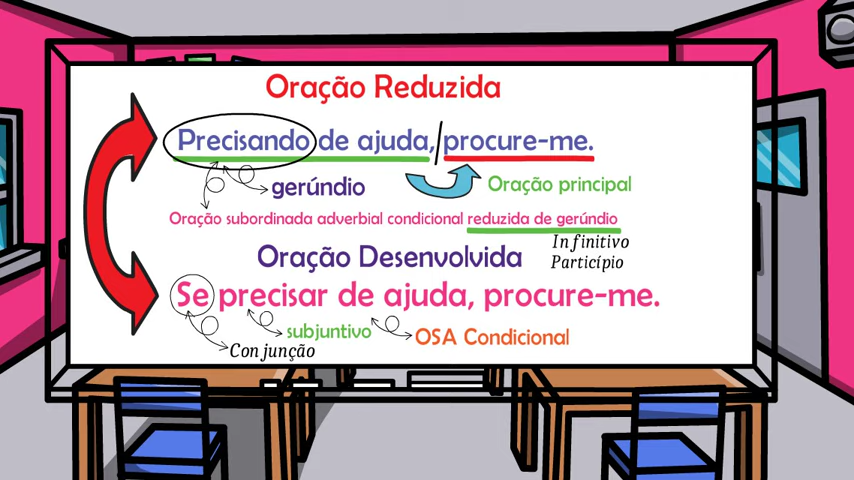 Oração Reduzida
Precisando de ajuda, procure-me.
gerúndio
Oração principal
Oração subordinada adverbial condicional reduzida de gerúndio
Infinitivo
Particípio
Oração Desenvolvida
Se precisar de ajuda, procure-me.
subjuntivo
OSA Condicional
Conjunção